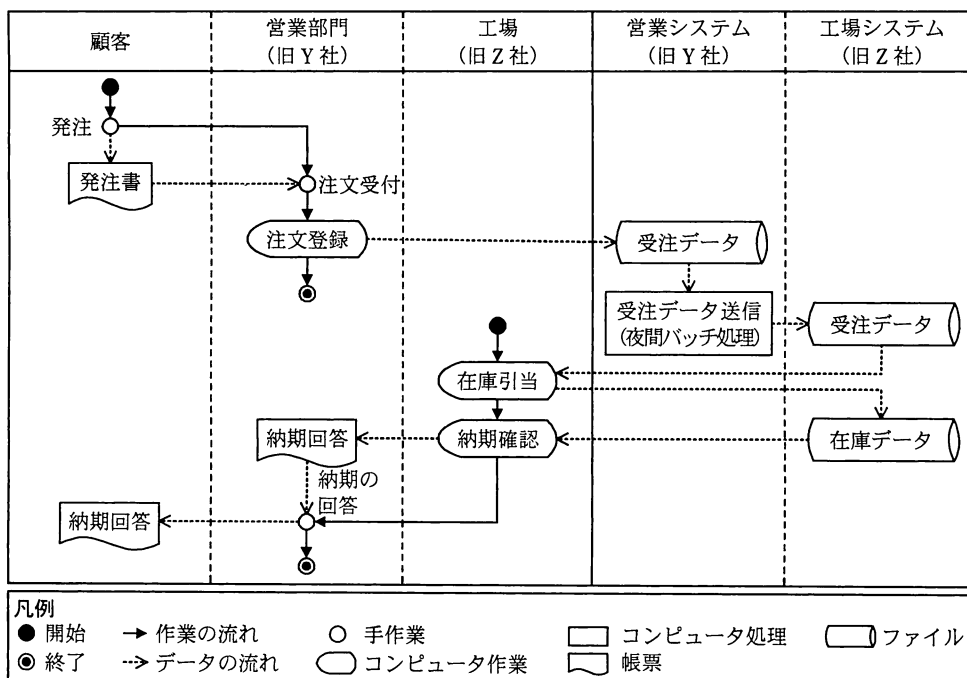 顧客
営業部門
(旧Y社)
工場
(旧Z社)
営業システム
(旧Y社)
工場システム
(旧Z社)
発注
発注書
注文受付
注文登録
受注データ
受注データ送信
(夜間バッチ処理)
受注データ
在庫引当
納期回答
納期確認
在庫データ
納期の
回答
納期回答
凡例
開始
作業の流れ
手作業
コンピュータ処理
ファイル
終了
データの流れ
コンピュータ作業
帳票